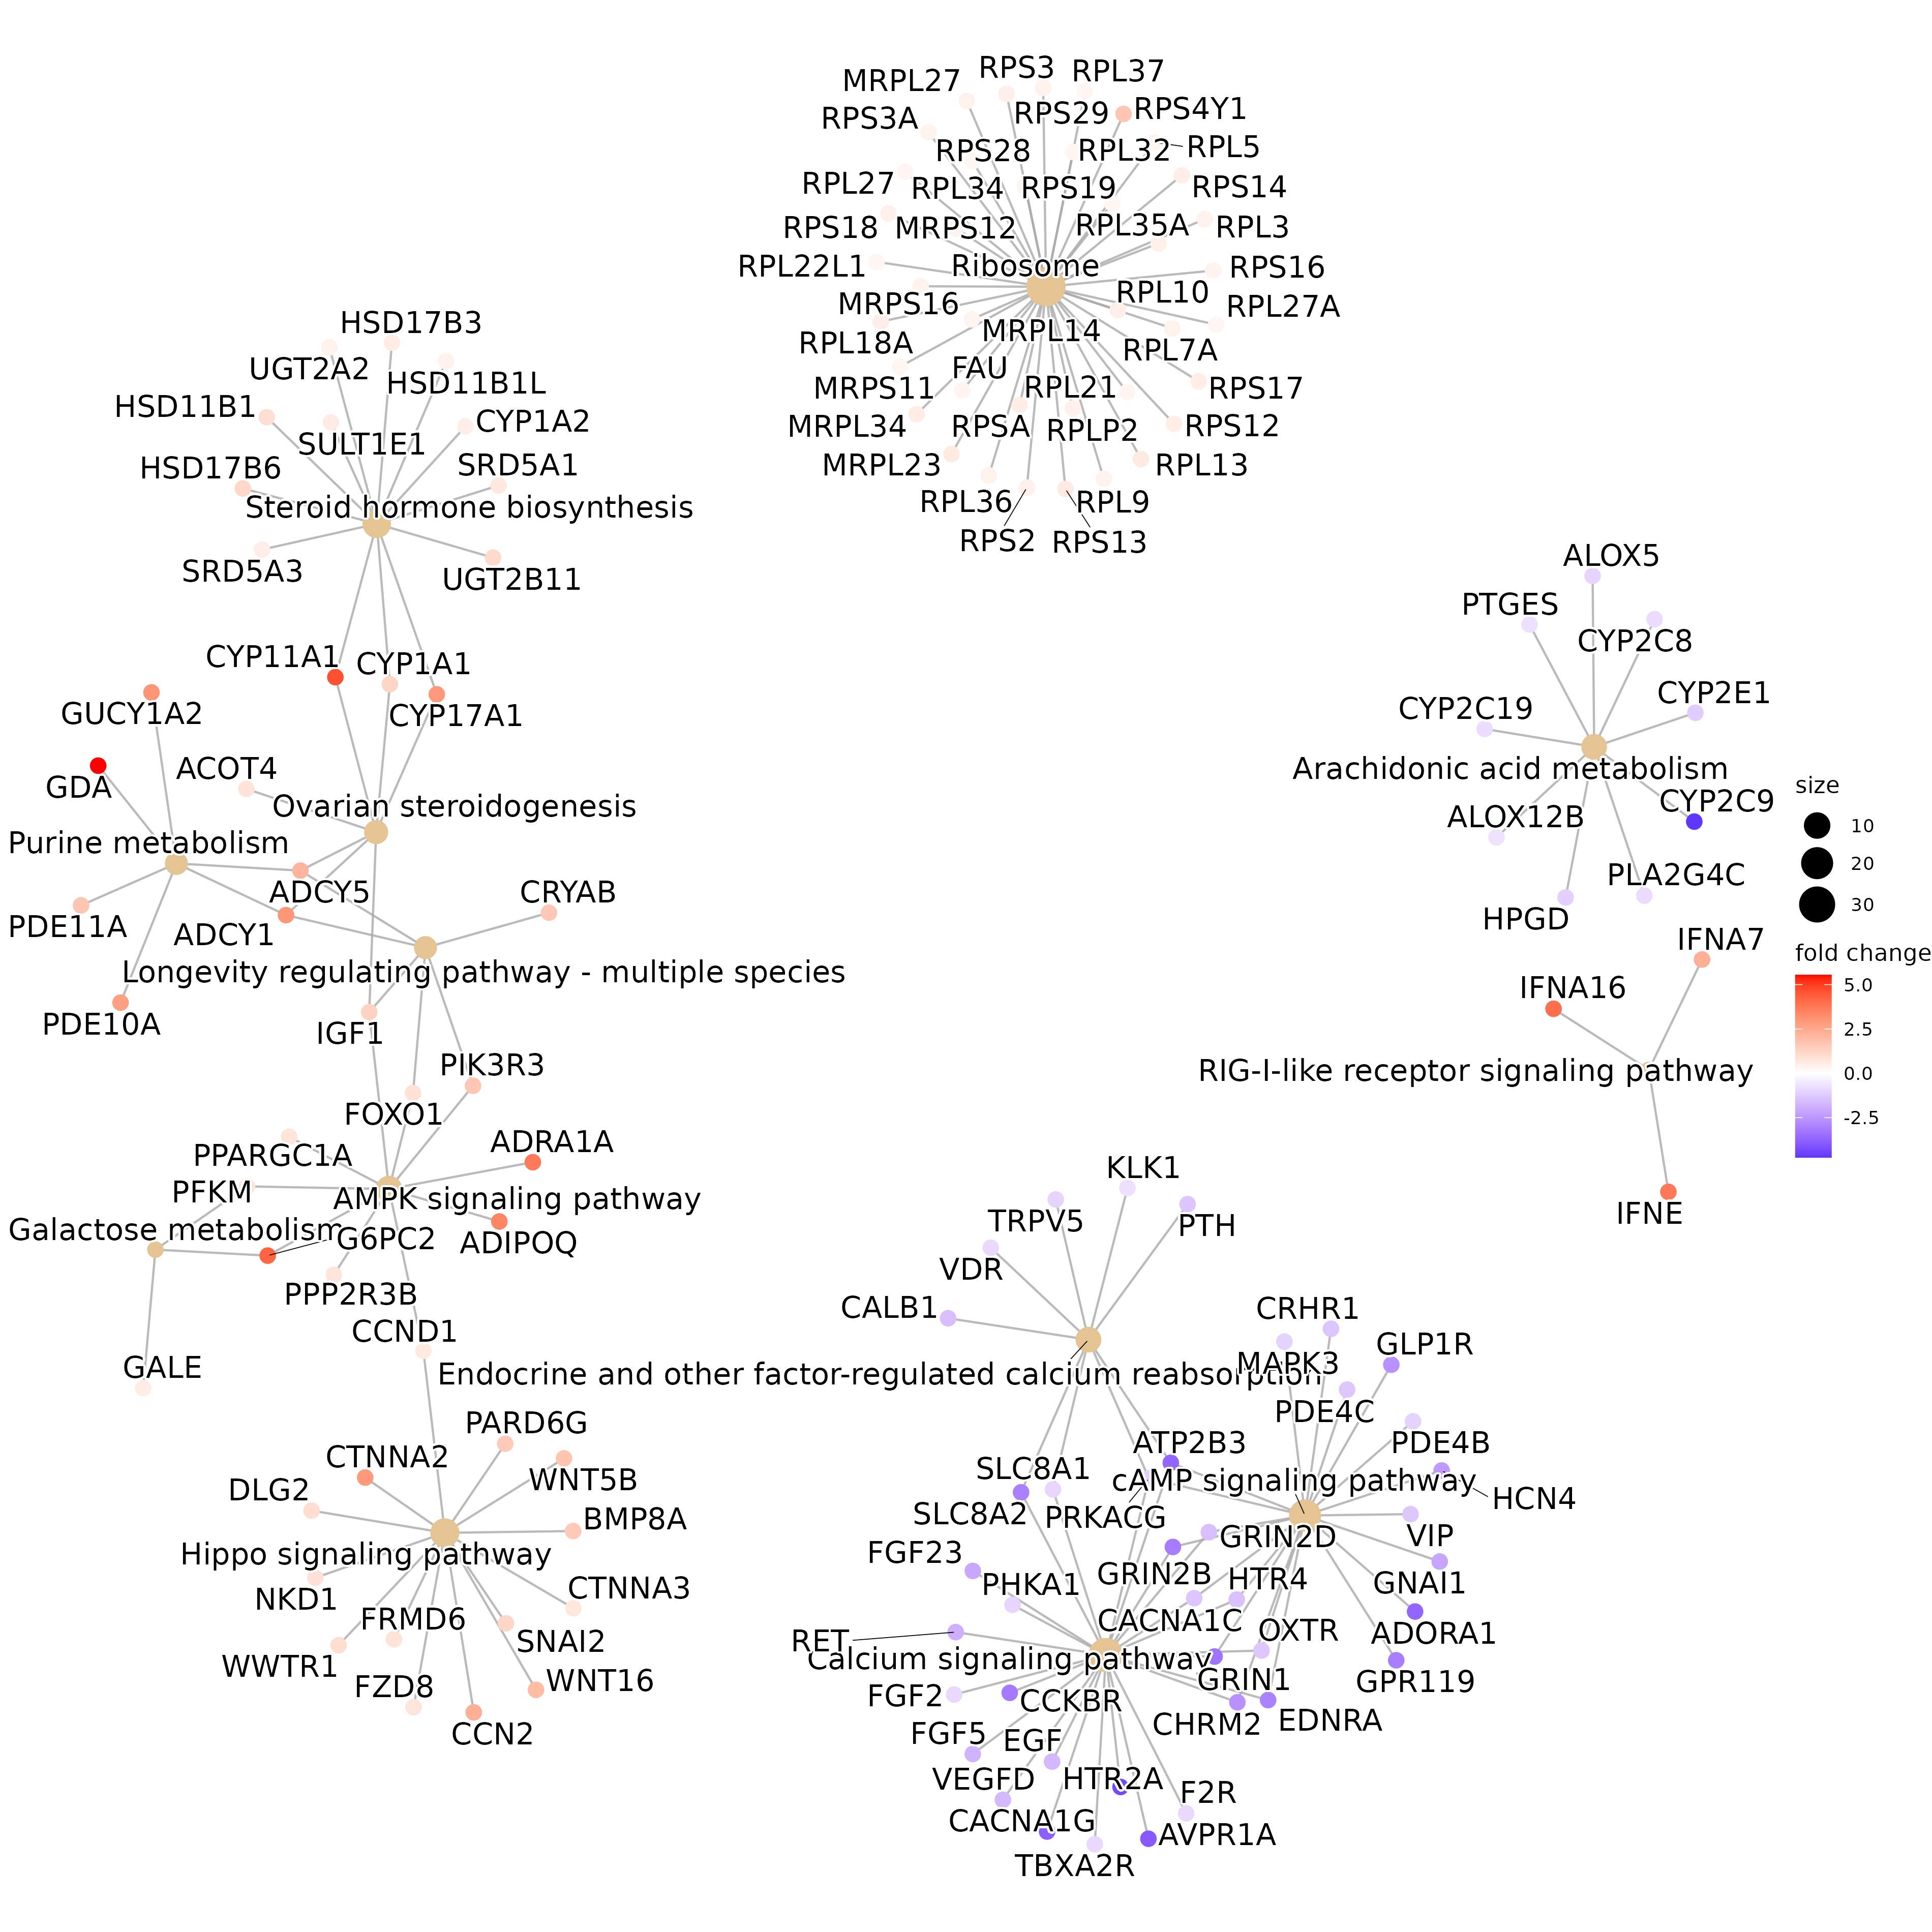 MRPL27
RPS3
RPL37
RPS3A
RPS29
RPS4Y1
RPS28
RPL32
RPL5
RPL27
RPL34
RPS19
RPS14
RPS18
MRPS12
RPL35A
RPL3
RPL22L1
Ribosome
RPS16
MRPS16
RPL10
RPL27A
RPL18A
MRPL14
RPL7A
FAU
MRPS11
RPL21
RPS17
MRPL34
RPSA
RPLP2
RPS12
MRPL23
RPL13
RPL36
RPL9
RPS2
RPS13
HSD17B3
UGT2A2
HSD11B1L
HSD11B1
CYP1A2
SULT1E1
HSD17B6
SRD5A1
Steroid hormone biosynthesis
SRD5A3
UGT2B11
CYP11A1
CYP1A1
CYP17A1
GUCY1A2
GDA
ACOT4
Ovarian steroidogenesis
Purine metabolism
ADCY5
CRYAB
PDE11A
ADCY1
Longevity regulating pathway - multiple species
PDE10A
IGF1
PIK3R3
FOXO1
PPARGC1A
ADRA1A
PFKM
AMPK signaling pathway
Galactose metabolism
G6PC2
ADIPOQ
PPP2R3B
CCND1
GALE
PARD6G
CTNNA2
WNT5B
DLG2
BMP8A
Hippo signaling pathway
NKD1
CTNNA3
FRMD6
SNAI2
WWTR1
FZD8
WNT16
CCN2
ALOX5
PTGES
CYP2C8
CYP2E1
CYP2C19
Arachidonic acid metabolism
CYP2C9
ALOX12B
PLA2G4C
HPGD
IFNA7
IFNA16
RIG-I-like receptor signaling pathway
IFNE
size
10
20
30
fold change
5.0
2.5
0.0
-2.5
KLK1
TRPV5
PTH
VDR
CALB1
CRHR1
GLP1R
MAPK3
Endocrine and other factor-regulated calcium reabsorption
PDE4C
ATP2B3
PDE4B
SLC8A1
cAMP signaling pathway
HCN4
SLC8A2
PRKACG
GRIN2D
VIP
FGF23
GRIN2B
HTR4
GNAI1
PHKA1
CACNA1C
OXTR
ADORA1
RET
Calcium signaling pathway
GRIN1
GPR119
FGF2
CCKBR
CHRM2
EDNRA
FGF5
EGF
VEGFD
HTR2A
F2R
CACNA1G
AVPR1A
TBXA2R